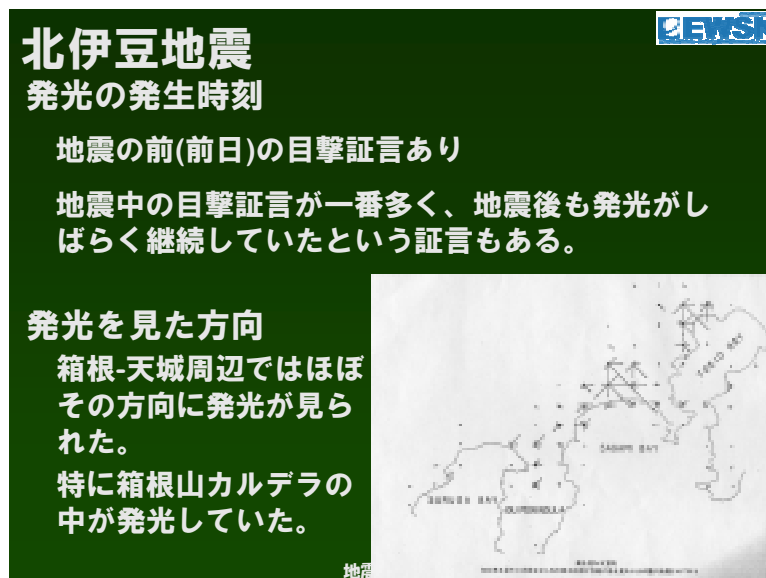 北伊豆地震
発光の発生時刻
地震の前(前日)の目撃証言あり
地震中の目撃証言が一番多く、地震後も発光がし
ばらく継続していたという証言もある。
発光を見た方向
箱根-天城周辺ではほぼ
その方向に発光が見ら
れた。
特に箱根山カルデラの
中が発光していた。
TOKYO BAY
SAGAMI BAY
SURUGA BAY
地震